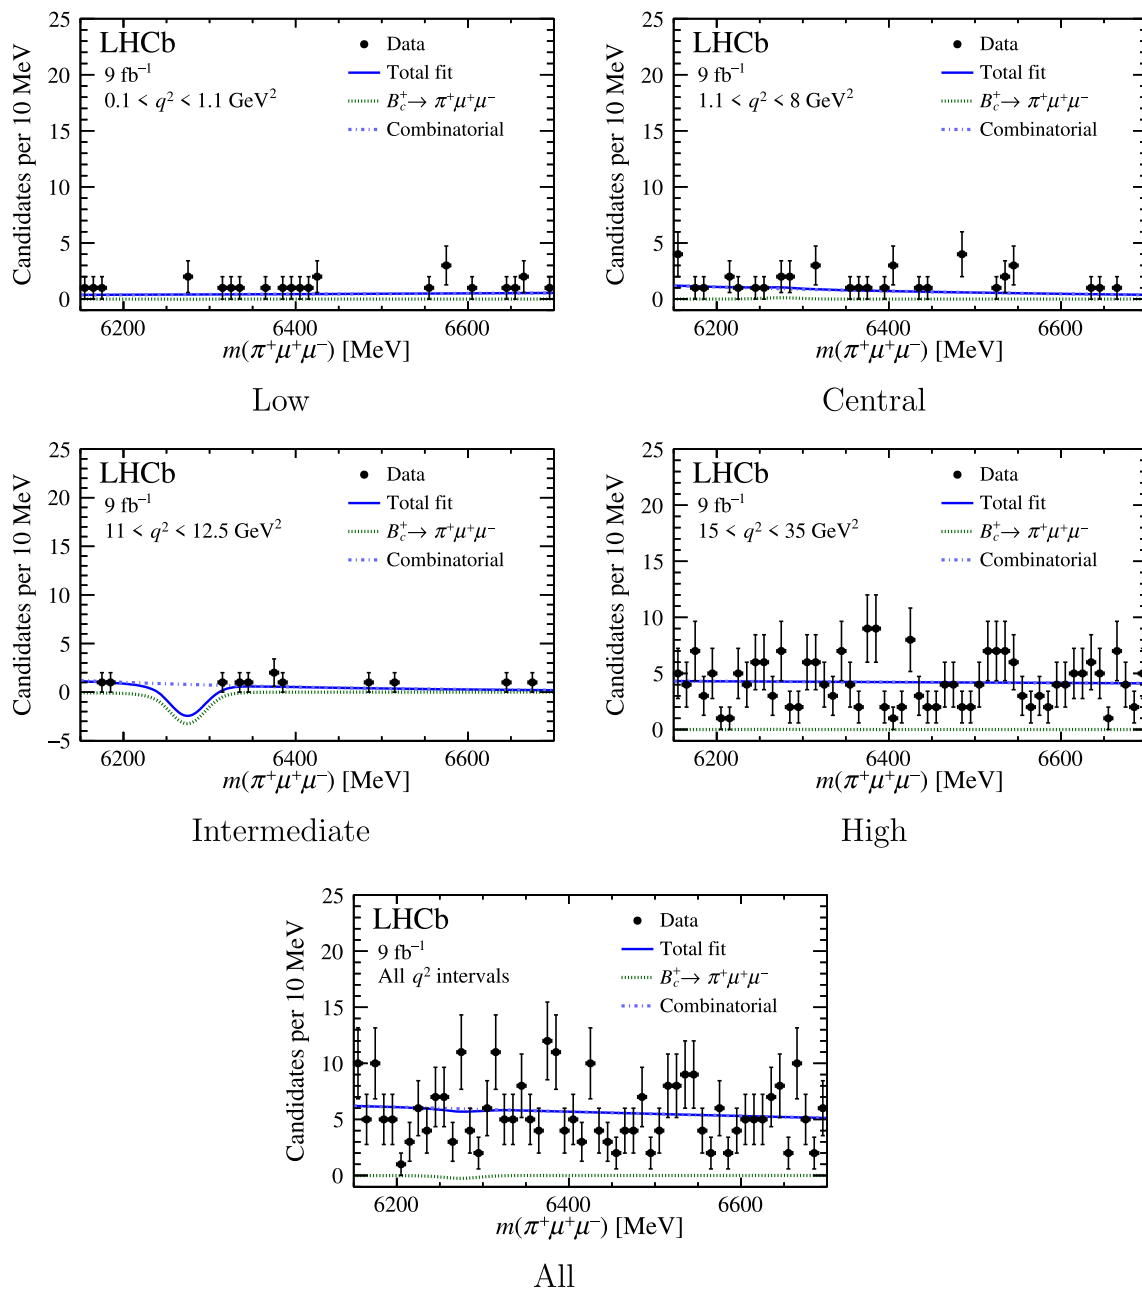 Candidates per 10 MeV
25
20
15
10
5
0
LHCb
9 fb⁻¹
0.1 < q² < 1.1 GeV²
Data
Total fit
B_c⁺→ π⁺μ⁺μ⁻
Combinatorial
6200 6400 6600
m(π⁺μ⁺μ⁻) [MeV]
Low
Candidates per 10 MeV
25
20
15
10
5
0
LHCb
9 fb⁻¹
1.1 < q² < 8 GeV²
Data
Total fit
B_c⁺→ π⁺μ⁺μ⁻
Combinatorial
6200 6400 6600
m(π⁺μ⁺μ⁻) [MeV]
Central
Candidates per 10 MeV
25
20
15
10
5
0
−5
LHCb
9 fb⁻¹
11 < q² < 12.5 GeV²
Data
Total fit
B_c⁺→ π⁺μ⁺μ⁻
Combinatorial
6200 6400 6600
m(π⁺μ⁺μ⁻) [MeV]
Intermediate
Candidates per 10 MeV
25
20
15
10
5
0
LHCb
9 fb⁻¹
15 < q² < 35 GeV²
Data
Total fit
B_c⁺→ π⁺μ⁺μ⁻
Combinatorial
6200 6400 6600
m(π⁺μ⁺μ⁻) [MeV]
High
Candidates per 10 MeV
25
20
15
10
5
0
LHCb
9 fb⁻¹
All q² intervals
Data
Total fit
B_c⁺→ π⁺μ⁺μ⁻
Combinatorial
6200 6400 6600
m(π⁺μ⁺μ⁻) [MeV]
All